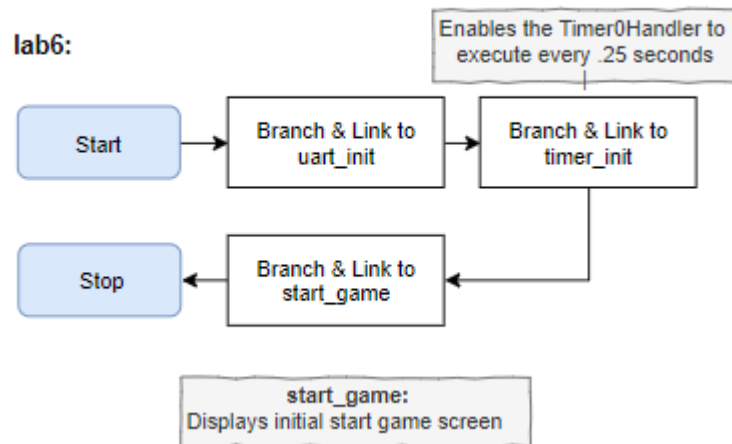 lab6:
Enables the Timer0Handler to
execute every .25 seconds
Start
Branch & Link to
uart_init
Branch & Link to
timer_init
Stop
Branch & Link to
start_game
start_game:
Displays initial start game screen